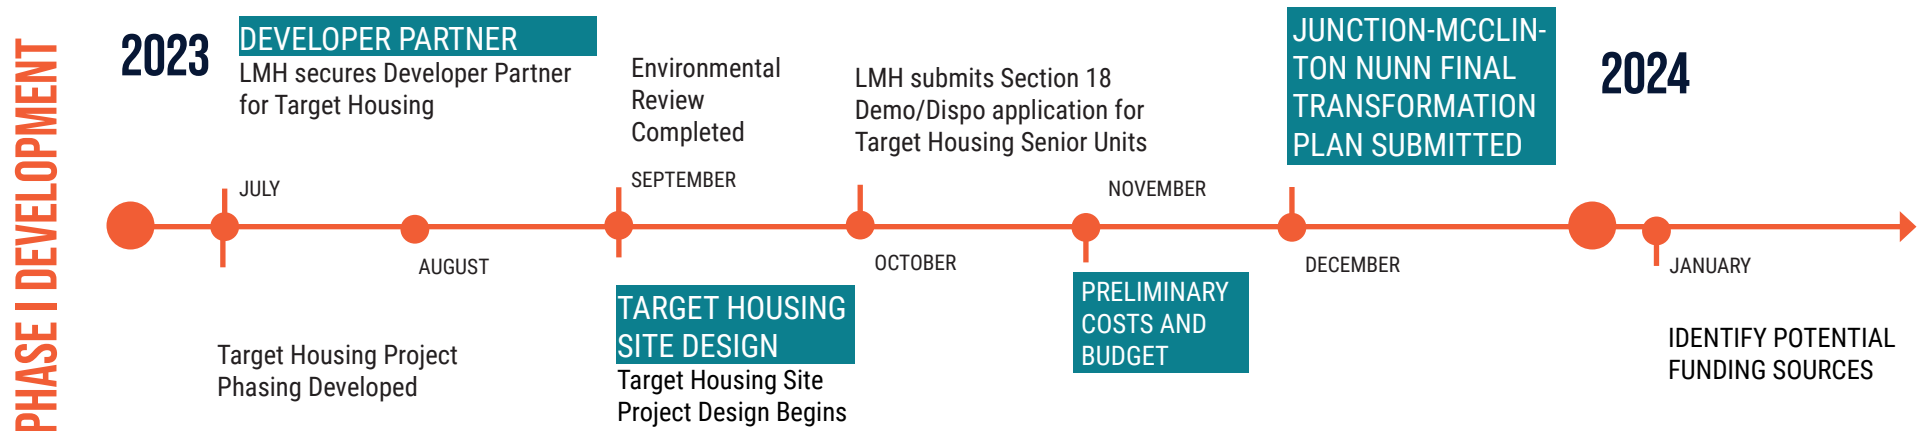 PHASE I DEVELOPMENT
2023
DEVELOPER PARTNER
LMH secures Developer Partner
for Target Housing
JULY
Target Housing Project
Phasing Developed
AUGUST
Environmental
Review
Completed
SEPTEMBER
TARGET HOUSING
SITE DESIGN
Target Housing Site
Project Design Begins
LMH submits Section 18
Demo/Dispo application for
Target Housing Senior Units
OCTOBER
NOVEMBER
PRELIMINARY
COSTS AND
BUDGET
JUNCTION-MCCLIN-
TON NUNN FINAL
TRANSFORMATION
PLAN SUBMITTED
DECEMBER
2024
JANUARY
IDENTIFY POTENTIAL
FUNDING SOURCES